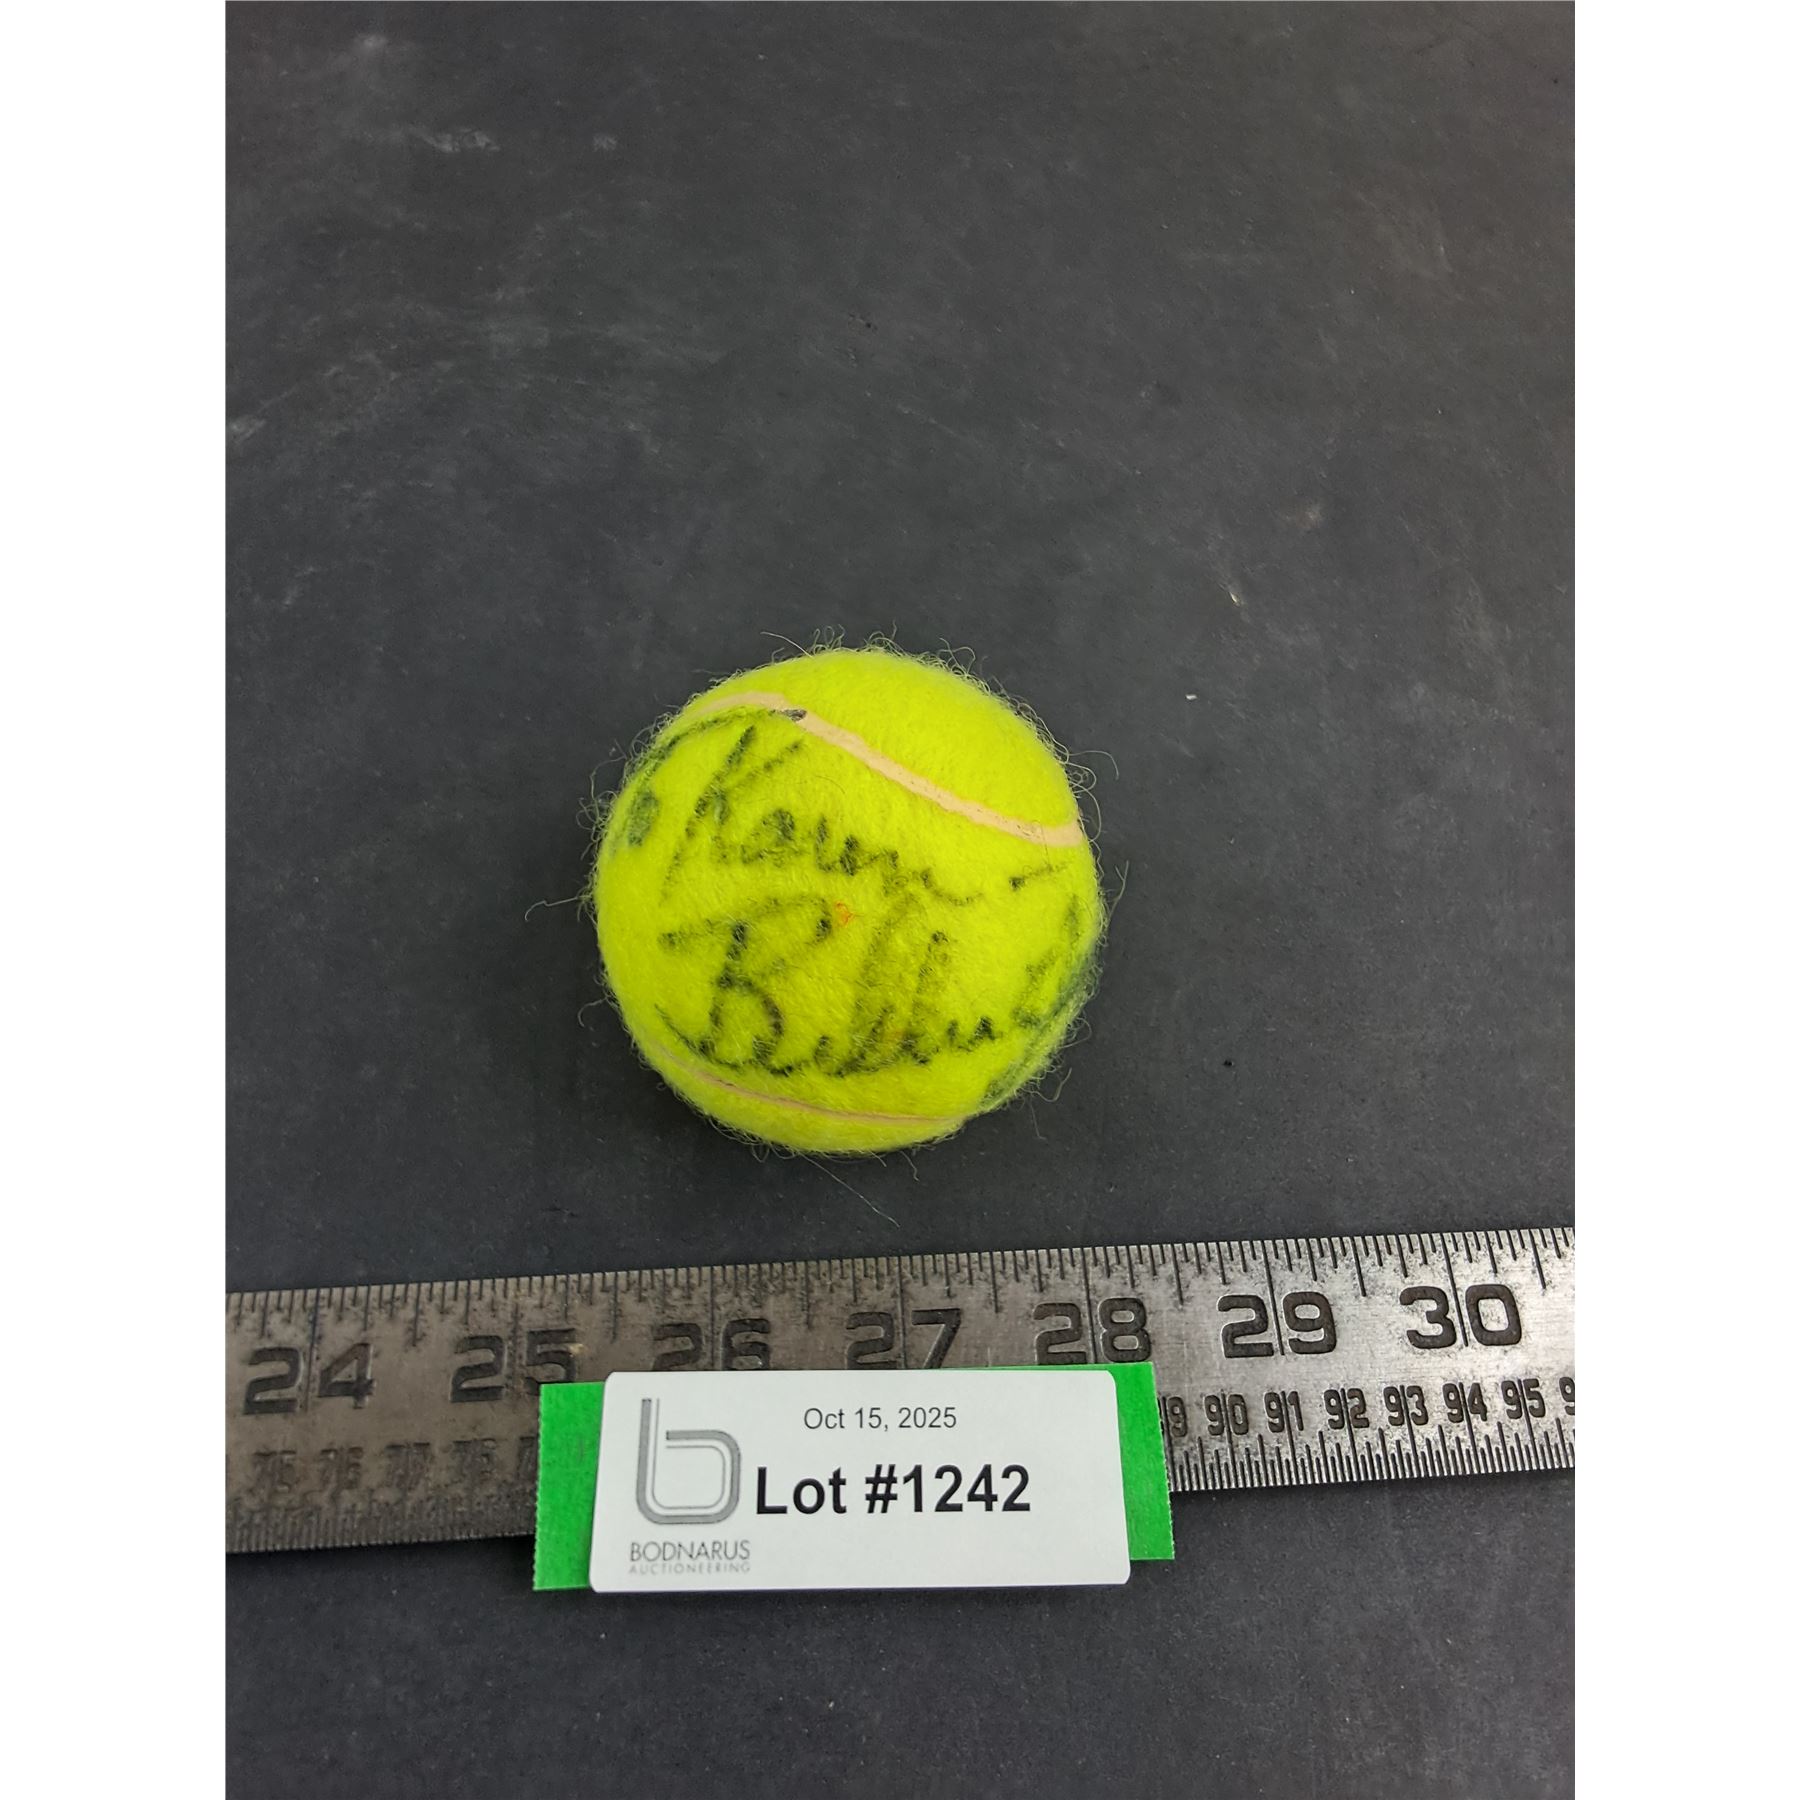 Karen
24 25 26 27 28 29 30
90 91 92 93 94 95
Oct 15, 2025
Lot #1242
BODNARUS
AUCTIONEERING